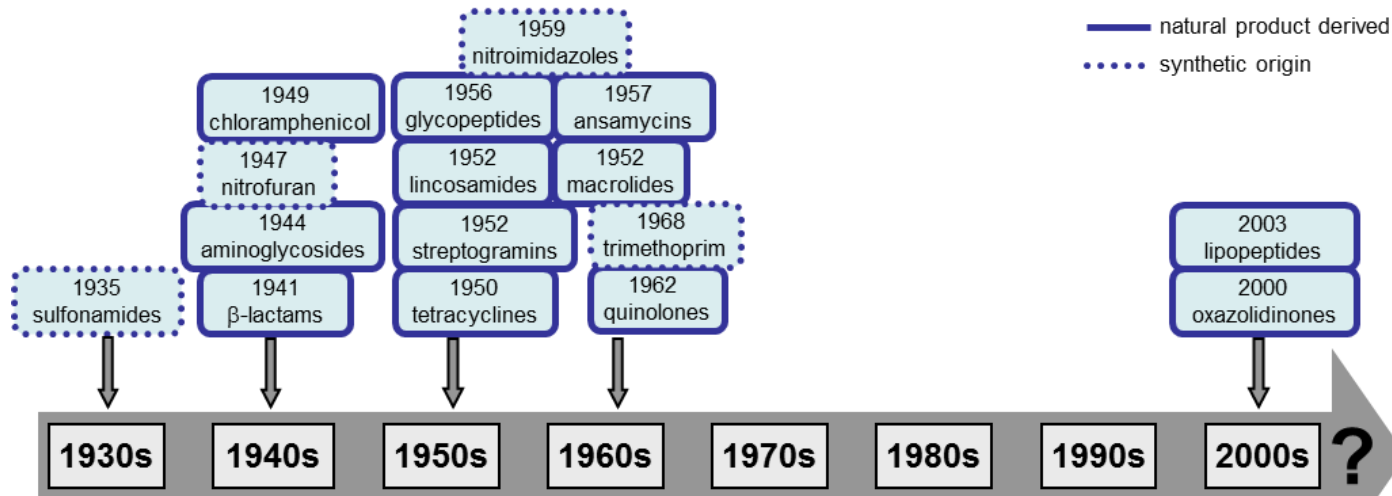 natural product derived
synthetic origin
1959
nitroimidazoles
1949
chloramphenicol
1956
glycopeptides
1957
ansamycins
1947
nitrofuran
1952
lincosamides
1952
macrolides
1944
aminoglycosides
1952
streptogramins
1968
trimethoprim
2003
lipopeptides
1935
sulfonamides
1941
β-lactams
1950
tetracyclines
1962
quinolones
2000
oxazolidinones
1930s
1940s
1950s
1960s
1970s
1980s
1990s
2000s
?